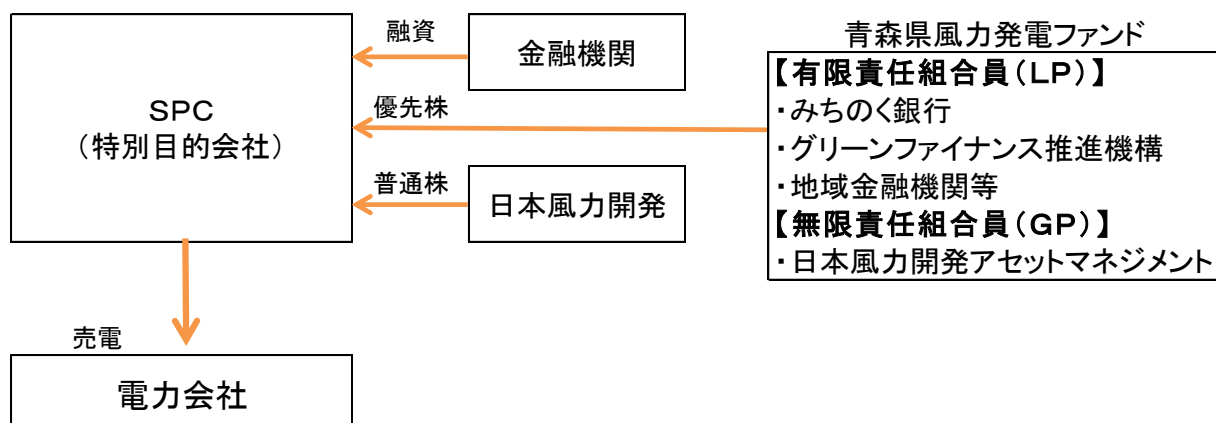 融資
金融機関
SPC
（特別目的会社）
優先株
普通株
日本風力開発
青森県風力発電ファンド
【有限責任組合員（LP）】
・みちのく銀行
・グリーンファイナンス推進機構
・地域金融機関等
【無限責任組合員（GP）】
・日本風力開発アセットマネジメント
売電
電力会社